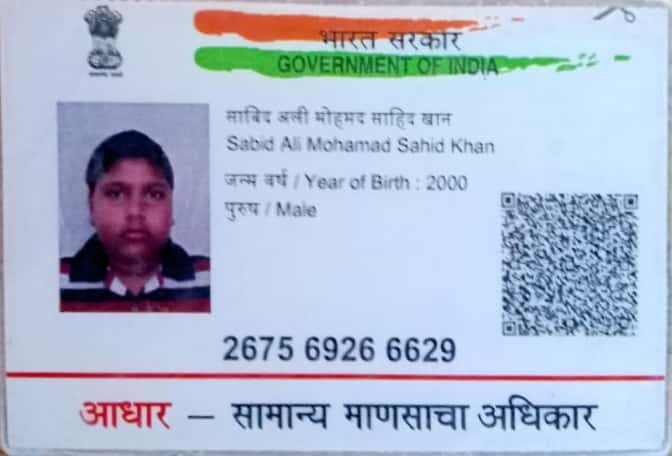 भारत सरकार
GOVERNMENT OF INDIA
साबिद अली मोहमद साहिद खान
Sabid Ali Mohamad Sahid Khan
जन्म वर्ष / Year of Birth : 2000
पुरुष / Male
2675 6926 6629
आधार — सामान्य माणसाचा अधिकार